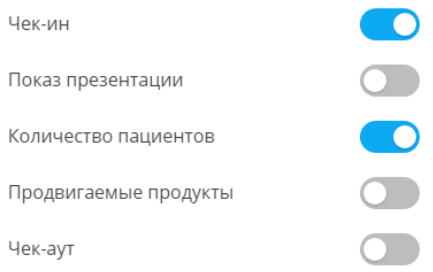 Чек-ин
Показ презентации
Количество пациентов
Продвигаемые продукты
Чек-аут